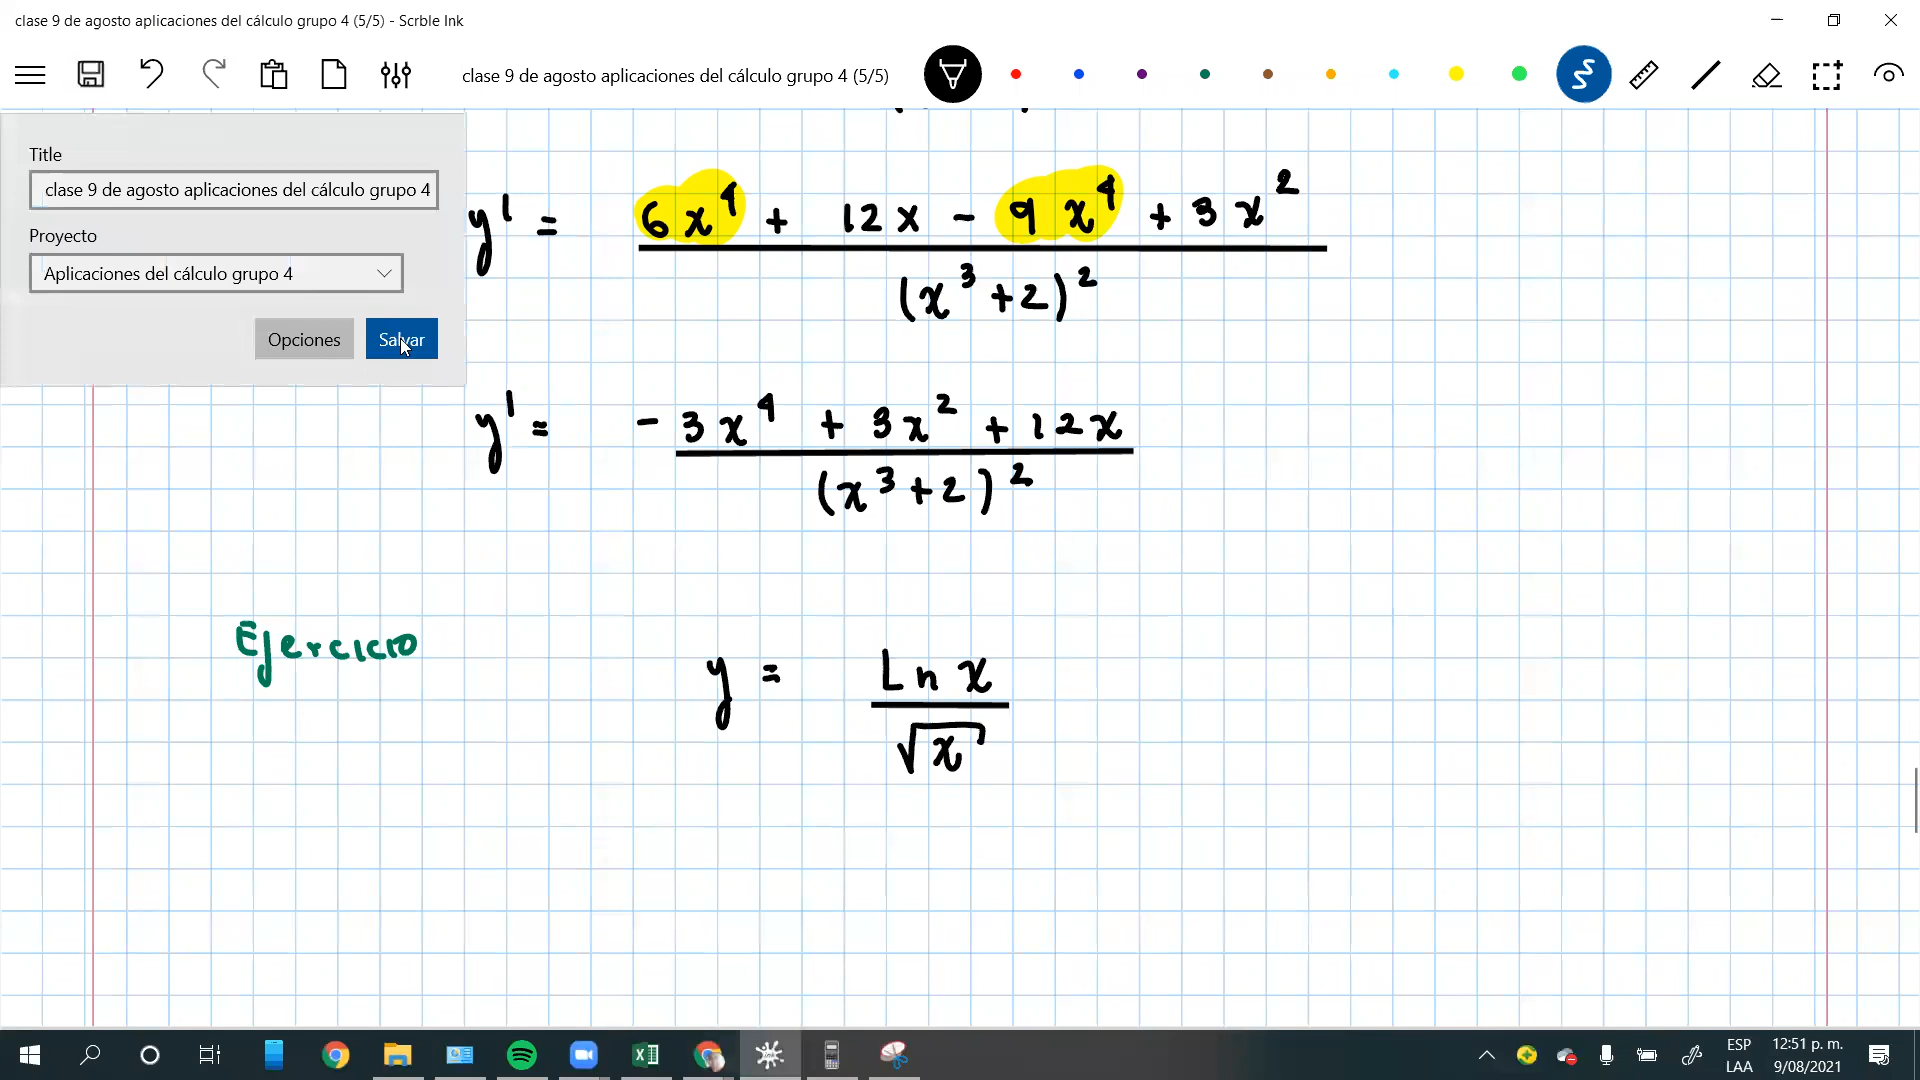 clase 9 de agosto aplicaciones del cálculo grupo 4 (5/5) - Scrble Ink
clase 9 de agosto aplicaciones del cálculo grupo 4 (5/5)
Title
clase 9 de agosto aplicaciones del cálculo grupo 4
Proyecto
Aplicaciones del cálculo grupo 4
Opciones Salvar
y' = (6x⁴ + 12x - 9x⁴ + 3x²) / (x³+2)²
y' = (-3x⁴ + 3x² + 12x) / (x³+2)²
Ejercicio
y = Ln x / √x
ESP 12:51 p. m.
LAA 9/08/2021